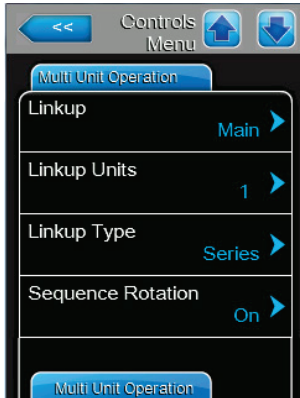 <<
Controls
Menu
Multi Unit Operation
Linkup
Main
Linkup Units
1
Linkup Type
Series
Sequence Rotation
On
Multi Unit Operation